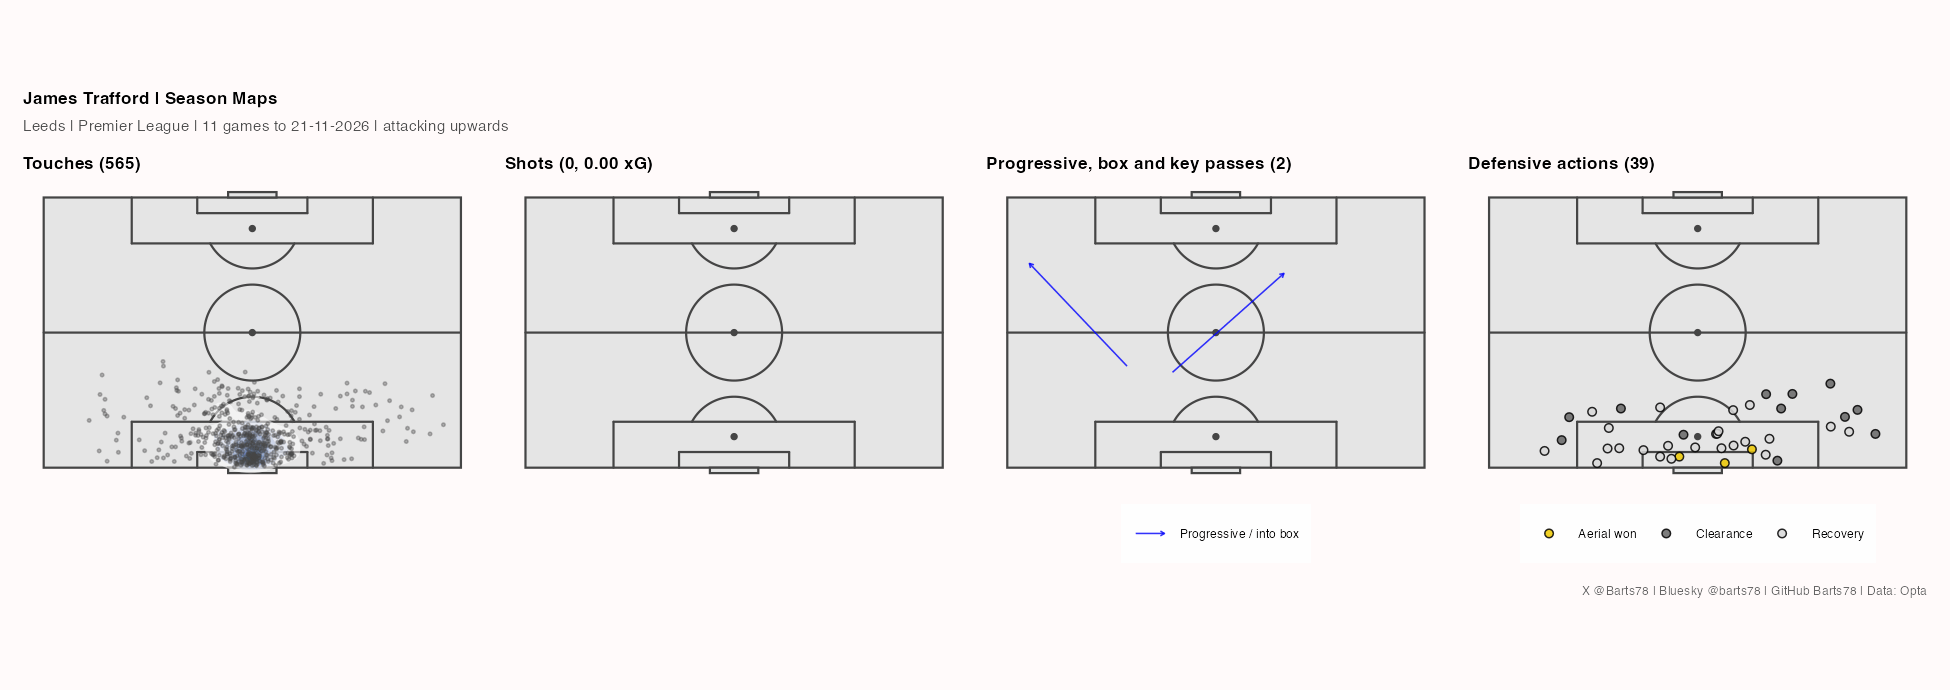 James Trafford | Season Maps
Leeds | Premier League | 11 games to 21-11-2026 | attacking upwards
Touches (565)
Shots (0, 0.00 xG)
Progressive, box and key passes (2)
Defensive actions (39)
Progressive / into box
Aerial won
Clearance
Recovery
X @Barts78 | Bluesky @barts78 | GitHub Barts78 | Data: Opta